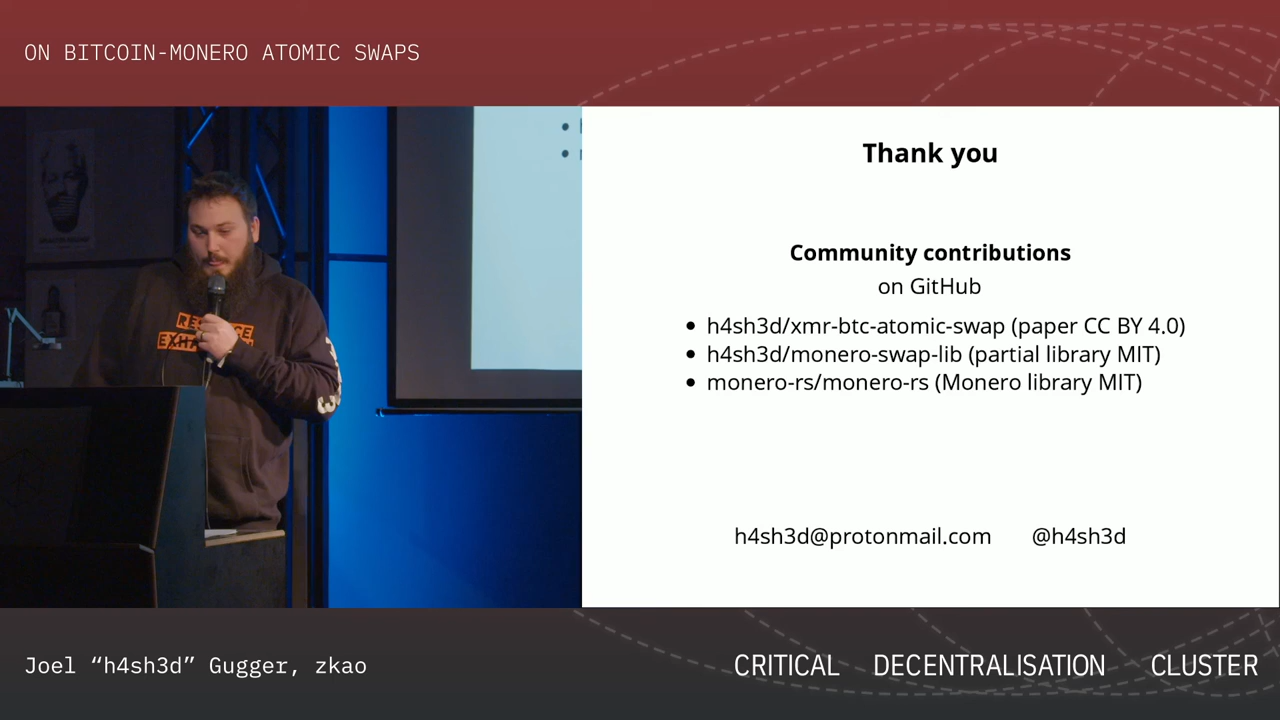 ON BITCOIN-MONERO ATOMIC SWAPS
Thank you
Community contributions
on GitHub
• h4sh3d/xmr-btc-atomic-swap (paper CC BY 4.0)
• h4sh3d/monero-swap-lib (partial library MIT)
• monero-rs/monero-rs (Monero library MIT)
h4sh3d@protonmail.com @h4sh3d
Joel “h4sh3d” Gugger, zkao
CRITICAL DECENTRALISATION CLUSTER